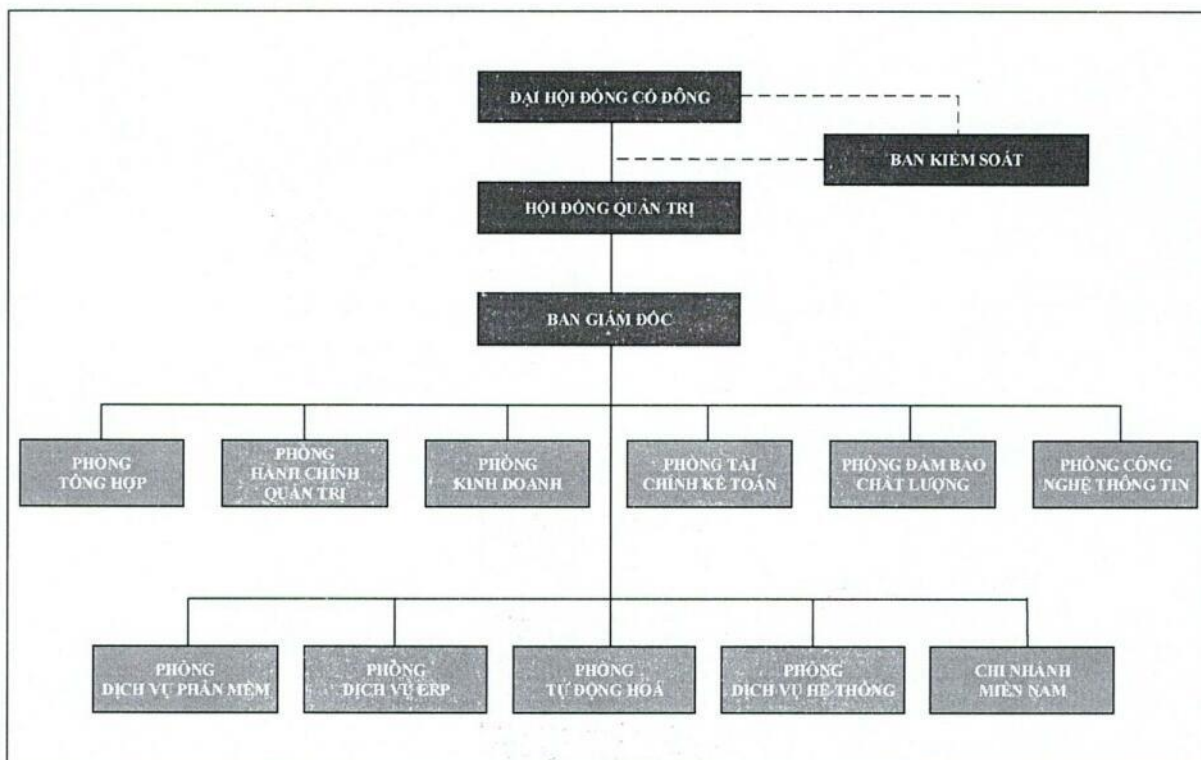 ĐẠI HỘI ĐỒNG CỔ ĐÔNG
BAN KIỂM SOÁT
HỘI ĐỒNG QUẢN TRỊ
BAN GIÁM ĐỐC
PHÒNG
TỔNG HỢP
PHÒNG
HÀNH CHÍNH
QUẢN TRỊ
PHÒNG
KINH DOANH
PHÒNG TÀI
CHÍNH KẾ TOÁN
PHÒNG ĐẢM BẢO
CHẤT LƯỢNG
PHÒNG CÔNG
NGHỆ THÔNG TIN
PHÒNG
DỊCH VỤ PHẦN MỀM
PHÒNG
DỊCH VỤ ERP
PHÒNG
TỰ ĐỘNG HOÁ
PHÒNG
DỊCH VỤ HỆ THỐNG
CHI NHÁNH
MIỀN NAM